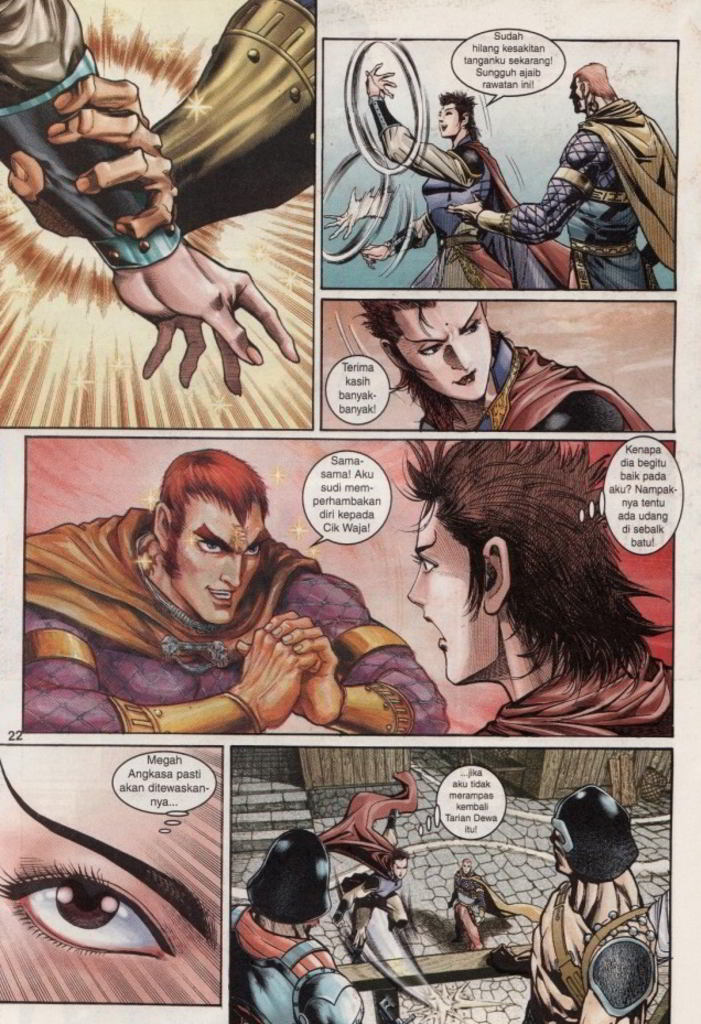 Sudah
hilang kesakitan
tanganku sekarang!
Sungguh ajaib
rawatan ini!
Terima
kasih
banyak-
banyak!
Sama-
sama! Aku
sudi mem-
perhambakan
diri kepada
Cik Waja!
Kenapa
dia begitu
baik pada
aku? Nampak-
nya tentu
ada udang
di sebalik
batu!
22
Megah
Angkasa pasti
akan ditewaskan-
nya...
...jika
aku tidak
merampas
kembali
Tarian Dewa
itu!